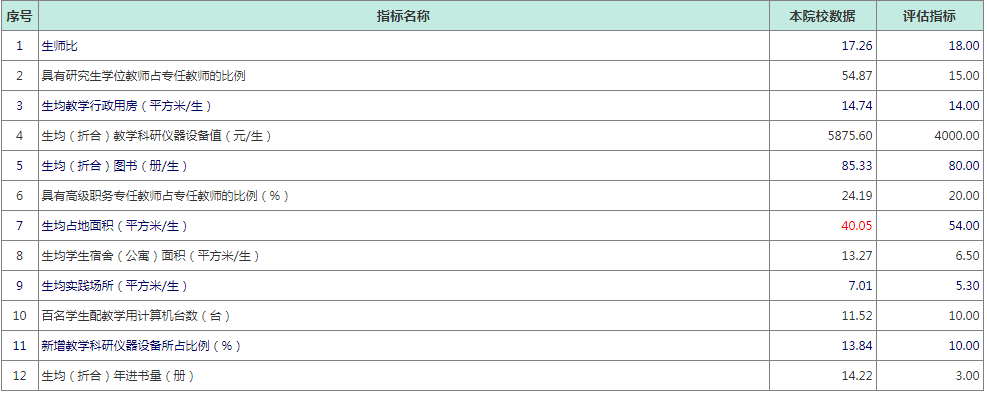 序号 指标名称 本院校数据 评估指标
1 生师比 17.26 18.00
2 具有研究生学位教师占专任教师的比例 54.87 15.00
3 生均教学行政用房（平方米/生） 14.74 14.00
4 生均（折合）教学科研仪器设备值（元/生） 5875.60 4000.00
5 生均（折合）图书（册/生） 85.33 80.00
6 具有高级职务专任教师占专任教师的比例（%） 24.19 20.00
7 生均占地面积（平方米/生） 40.05 54.00
8 生均学生宿舍（公寓）面积（平方米/生） 13.27 6.50
9 生均实践场所（平方米/生） 7.01 5.30
10 百名学生配教学用计算机台数（台） 11.52 10.00
11 新增教学科研仪器设备所占比例（%） 13.84 10.00
12 生均（折合）年进书量（册） 14.22 3.00